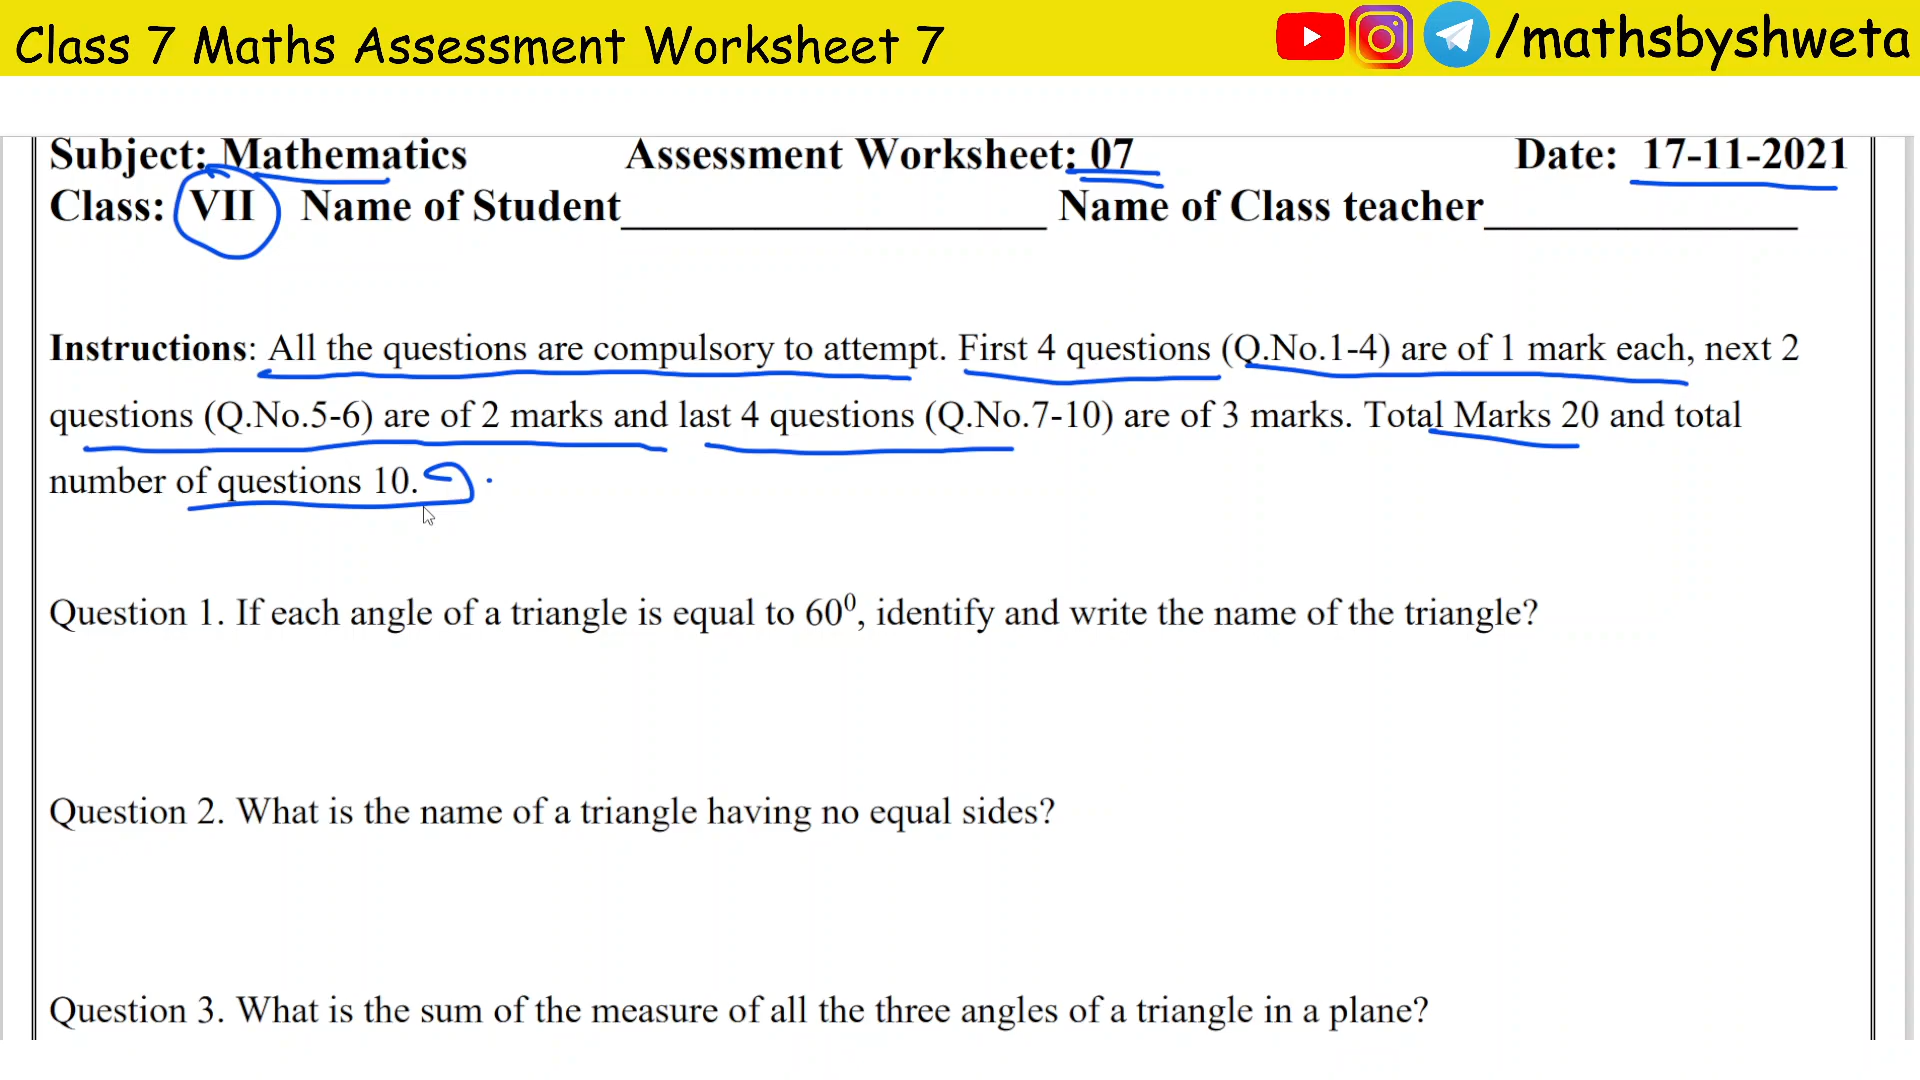 Class 7 Maths Assessment Worksheet 7
/mathsbyshweta
Subject: Mathematics Assessment Worksheet: 07 Date: 17-11-2021
Class: VII Name of Student____________________ Name of Class teacher_______________
Instructions: All the questions are compulsory to attempt. First 4 questions (Q.No.1-4) are of 1 mark each, next 2
questions (Q.No.5-6) are of 2 marks and last 4 questions (Q.No.7-10) are of 3 marks. Total Marks 20 and total
number of questions 10.
Question 1. If each angle of a triangle is equal to 60⁰, identify and write the name of the triangle?
Question 2. What is the name of a triangle having no equal sides?
Question 3. What is the sum of the measure of all the three angles of a triangle in a plane?